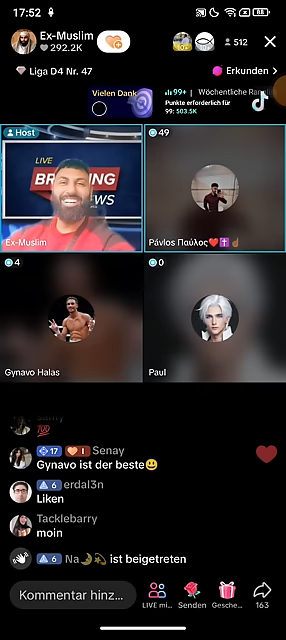 17:52
88
Ex-Muslim
292.2K
512
Liga D4 Nr. 47
Erkunden >
Vielen Dank
99+ | Wöchentliche Ran
Punkte erforderlich für
99: 503.5K
Host
49
LIVE
BREAKING
NEWS
Ex-Muslim
Pávlos Παύλος❤️✝️☝🏾
4
0
Gynavo Halas
Paul
💯
17 1 Senay
Gynavo ist der beste😃
6 erdal3n
Liken
Tacklebarry
moin
6 Na🌙💫 ist beigetreten
Kommentar hinz...
LIVE mi...
Senden
Gesche...
163